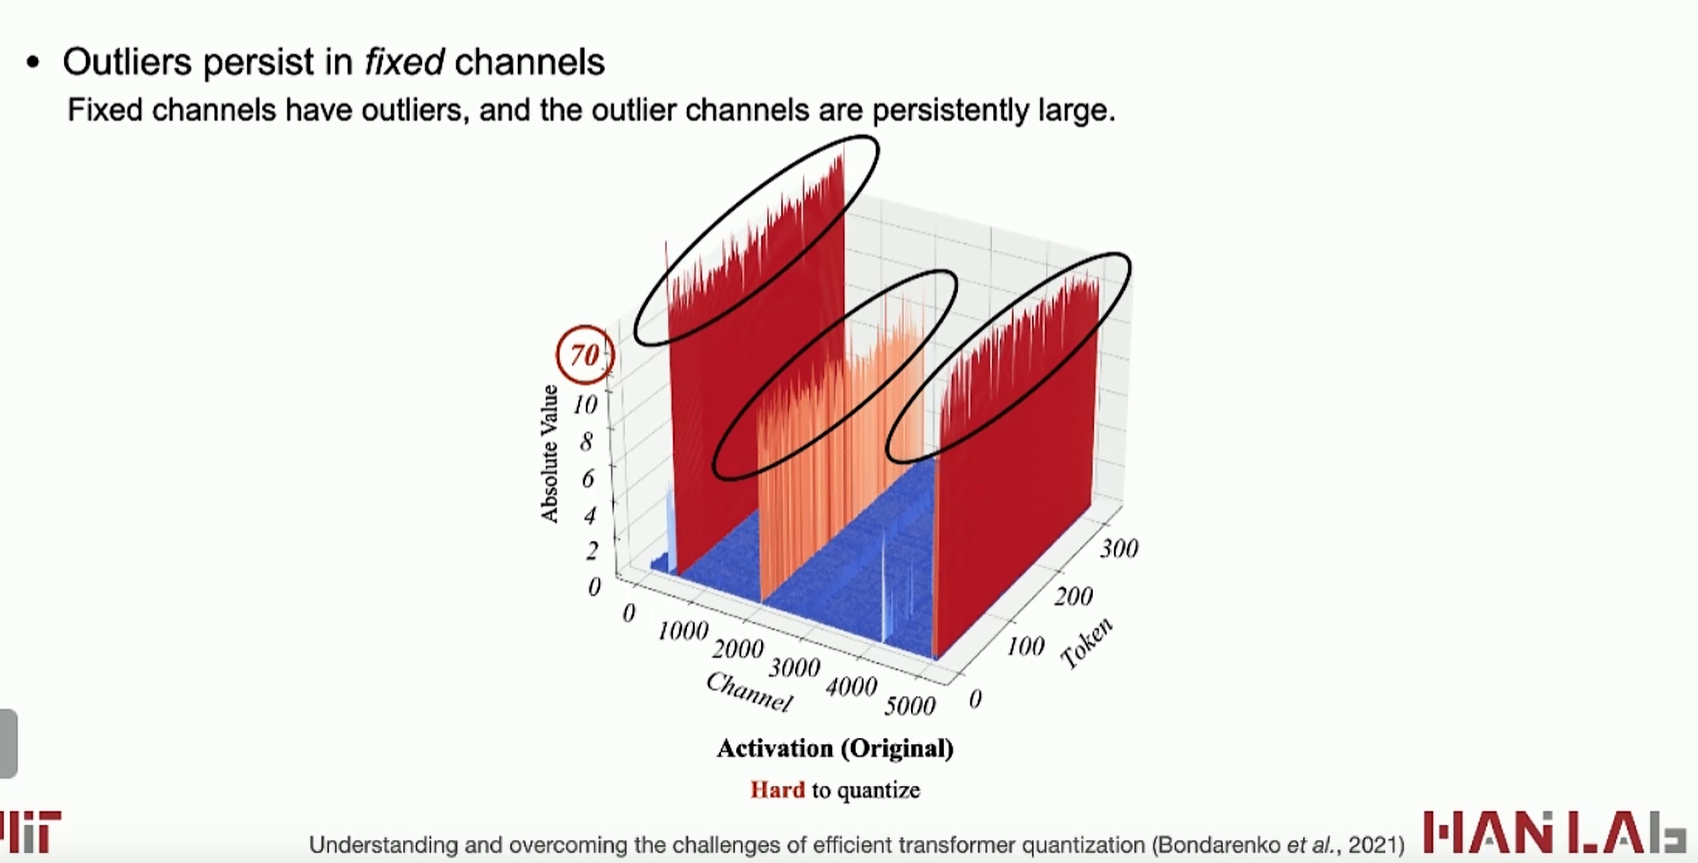 • Outliers persist in fixed channels
Fixed channels have outliers, and the outlier channels are persistently large.
70
10
8
6
4
2
0
Absolute Value
0
1000
2000
3000
4000
5000
Channel
0
100
200
300
Token
Activation (Original)
Hard to quantize
MIT
Understanding and overcoming the challenges of efficient transformer quantization (Bondarenko et al., 2021)
HAN LAB